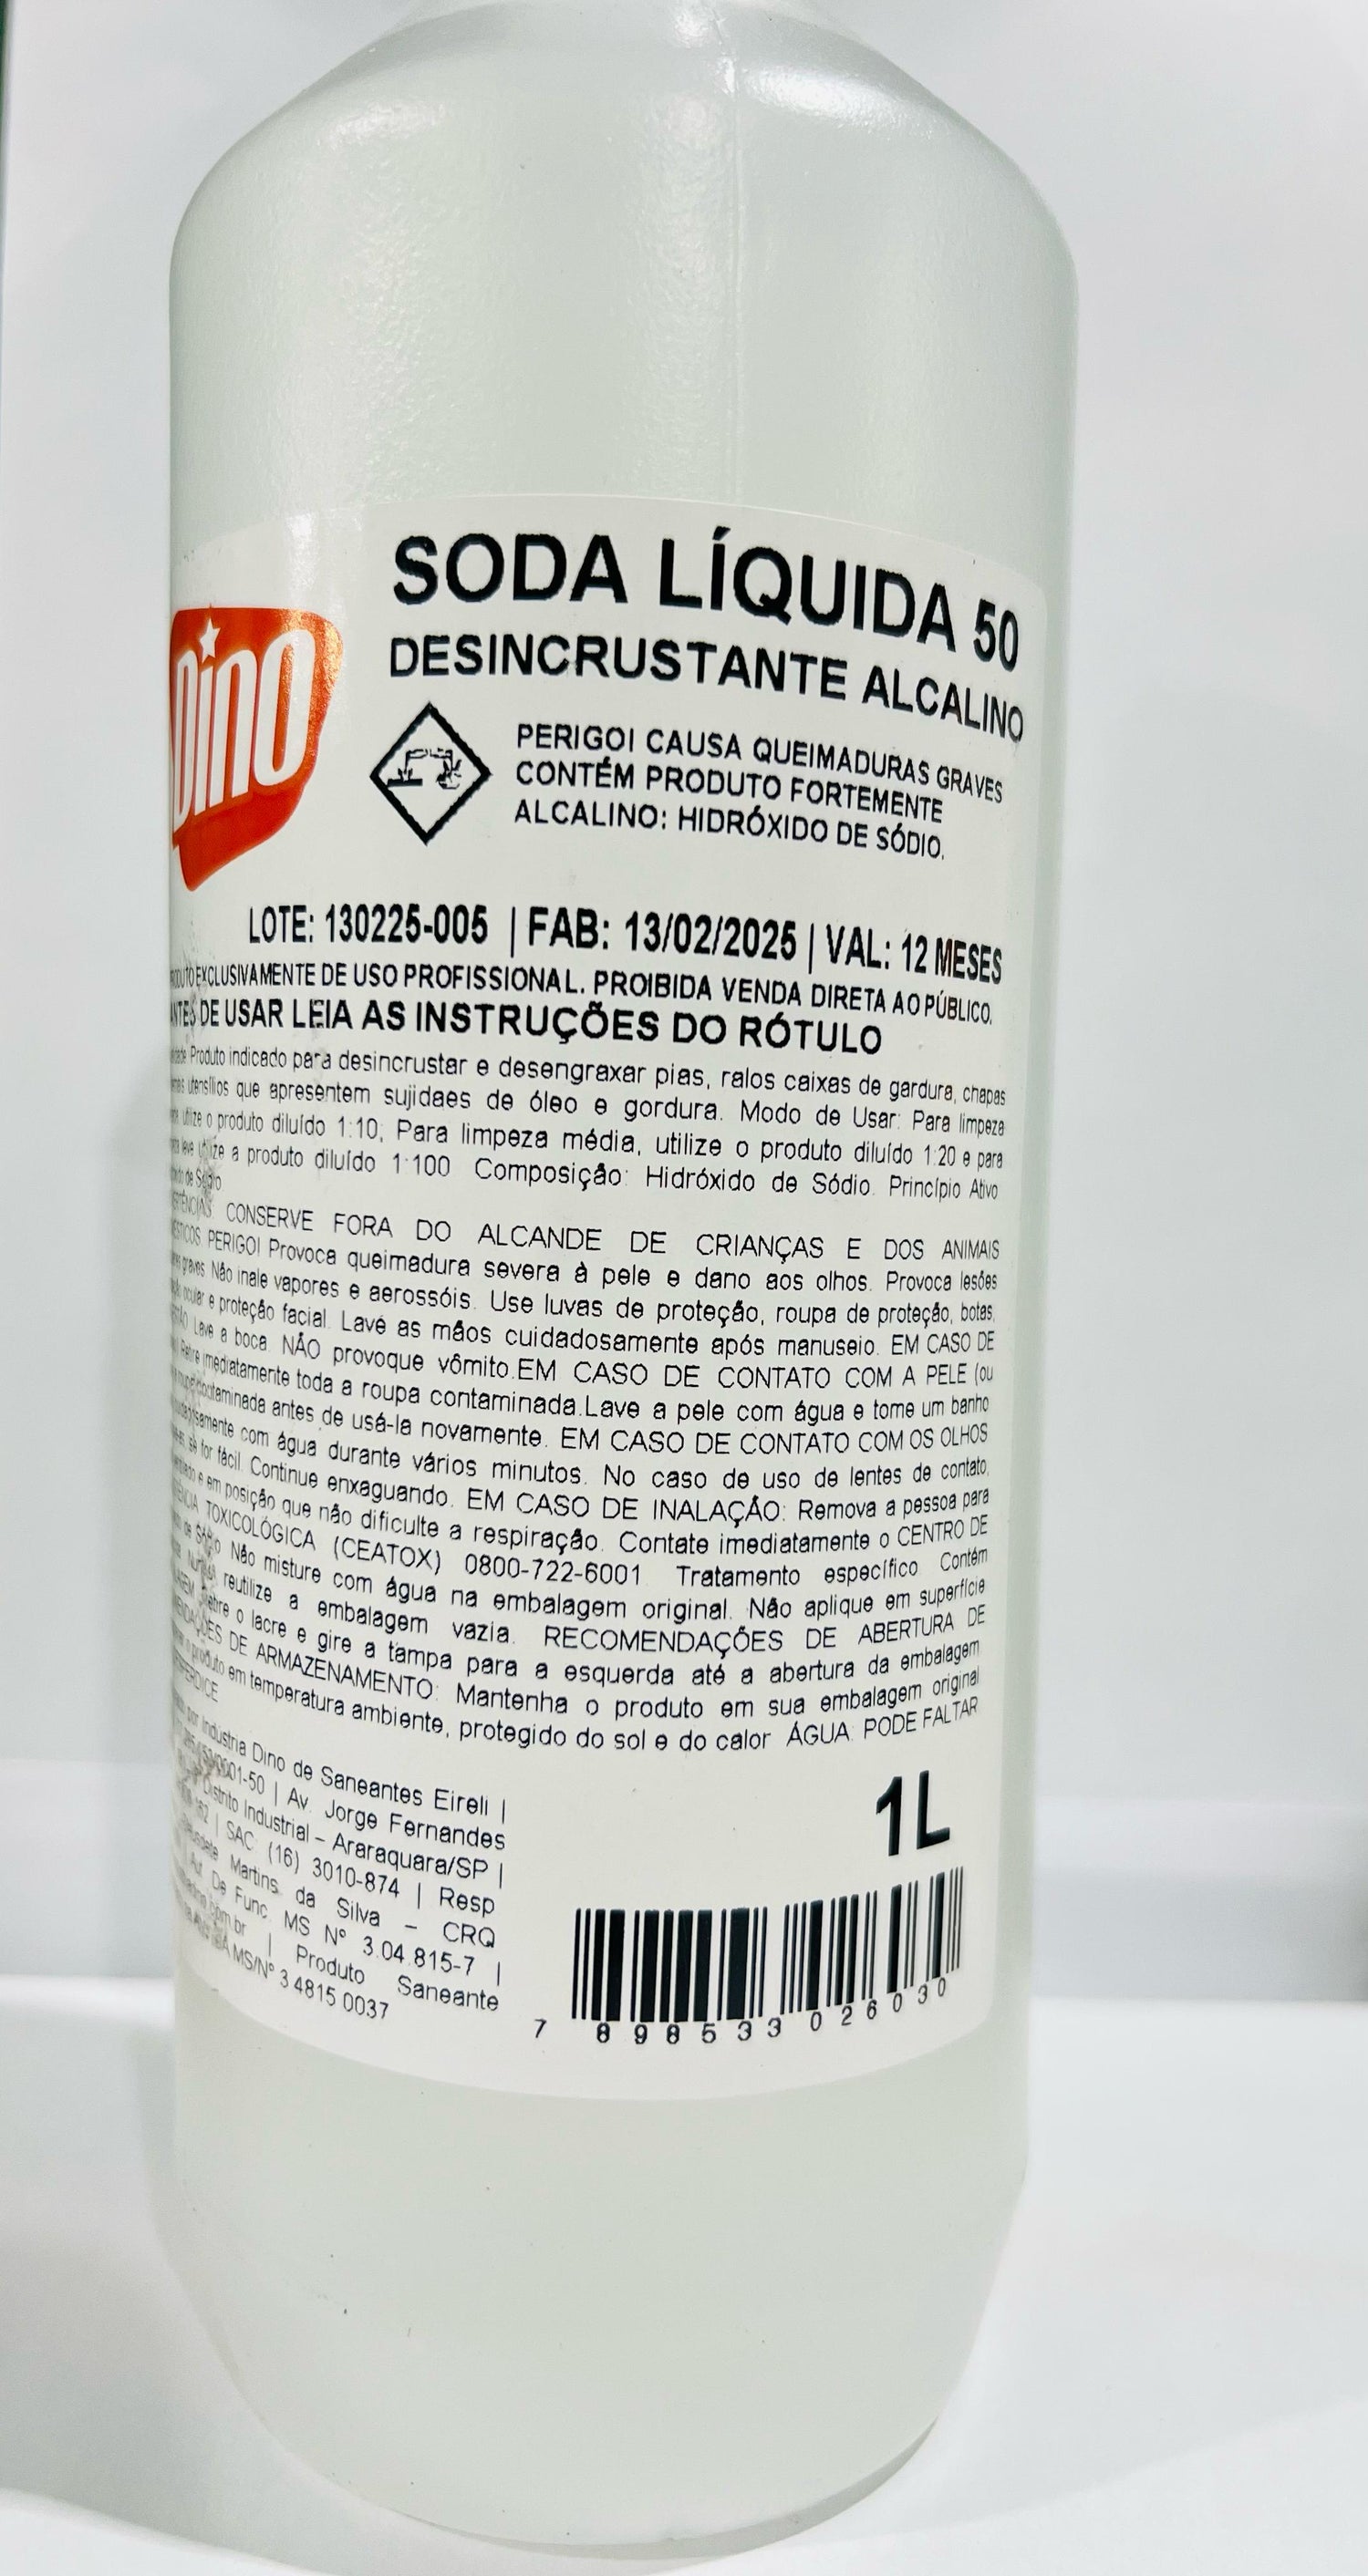 SODA LÍQUIDA 50
DESINCRUSTANTE ALCALINO
Dino
PERIGO! CAUSA QUEIMADURAS GRAVES
CONTÉM PRODUTO FORTEMENTE
ALCALINO: HIDRÓXIDO DE SÓDIO.
LOTE: 130225-005 | FAB: 13/02/2025 | VAL: 12 MESES
EXCLUSIVAMENTE DE USO PROFISSIONAL. PROIBIDA VENDA DIRETA AO PÚBLICO.
DE USAR LEIA AS INSTRUÇÕES DO RÓTULO
Produto indicado para desincrustar e desengraxar pias, ralos caixas de gardura, chapas
utensílios que apresentem sujidaes de óleo e gordura. Modo de Usar: Para limpeza
utilize o produto diluído 1:10, Para limpeza média, utilize o produto diluído 1:20 e para
leve utilize a produto diluído 1:100 Composição: Hidróxido de Sódio. Princípio Ativo
de Sódio
CONSERVE FORA DO ALCANDE DE CRIANÇAS E DOS ANIMAIS
PERIGO! Provoca queimadura severa à pele e dano aos olhos. Provoca lesões
graves. Não inale vapores e aerossóis. Use luvas de proteção, roupa de proteção, botas,
ocular e proteção facial. Lave as mãos cuidadosamente após manuseio. EM CASO DE
Lave a boca. NÃO provoque vômito.EM CASO DE CONTATO COM A PELE (ou
Retire imediatamente toda a roupa contaminada.Lave a pele com água e tome um banho
contaminada antes de usá-la novamente. EM CASO DE CONTATO COM OS OLHOS
com água durante vários minutos. No caso de uso de lentes de contato,
se for fácil. Continue enxaguando. EM CASO DE INALAÇÃO: Remova a pessoa para
e em posição que não dificulte a respiração. Contate imediatamente o CENTRO DE
TOXICOLÓGICA (CEATOX) 0800-722-6001 Tratamento específico Contém
de Sódio Não misture com água na embalagem original. Não aplique em superfície
reutilize a embalagem vazia. RECOMENDAÇÕES DE ABERTURA DE
o lacre e gire a tampa para a esquerda até a abertura da embalagem
DE ARMAZENAMENTO: Mantenha o produto em sua embalagem original
produto em temperatura ambiente, protegido do sol e do calor ÁGUA: PODE FALTAR
por Industria Dino de Saneantes Eireli |
| Av. Jorge Fernandes
Distrito Industrial – Araraquara/SP |
| SAC: (16) 3010-874 | Resp
Martins da Silva – CRQ
Aut. De Func. MS Nº 3.04.815-7 |
| Produto Saneante
MS/Nº 3.4815.0037
1L
7 898533 026030